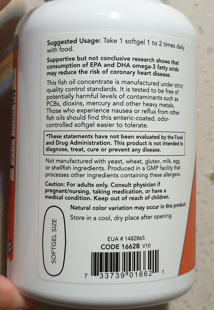 Suggested Usage: Take 1 softgel 1 to 2 times daily
with food.
Supportive but not conclusive research shows that
consumption of EPA and DHA omega-3 fatty acids
may reduce the risk of coronary heart disease.
This fish oil concentrate is manufactured under strict
quality control standards. It is tested to be free of
potentially harmful levels of contaminants such as
PCBs, dioxins, mercury and other heavy metals.
Those who experience nausea or reflux from other
fish oils should find this enteric-coated, odor-
controlled softgel easier to tolerate.
*These statements have not been evaluated by the Food
and Drug Administration. This product is not intended to
diagnose, treat, cure or prevent any disease.
Not manufactured with yeast, wheat, gluten, milk, egg
or shellfish ingredients. Produced in a GMP facility that
processes other ingredients containing these allergens.
Caution: For adults only. Consult physician if
pregnant/nursing, taking medication, or have a
medical condition. Keep out of reach of children.
Natural color variation may occur in this product.
Store in a cool, dry place after opening.
SOFTGEL SIZE
EUA # 1482865
CODE 1662B V10
7 33739 01662 1